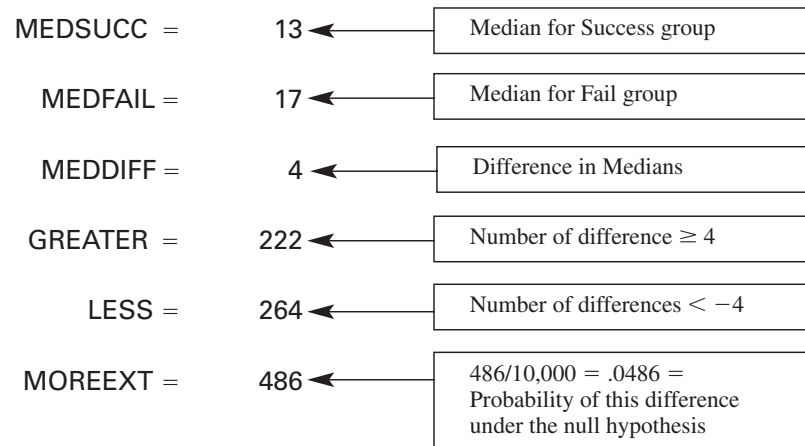 MEDSUCC = 13 Median for Success group
MEDFAIL = 17 Median for Fail group
MEDDIFF = 4 Difference in Medians
GREATER = 222 Number of difference ≥ 4
LESS = 264 Number of differences < −4
MOREEXT = 486 486/10,000 = .0486 =
Probability of this difference
under the null hypothesis